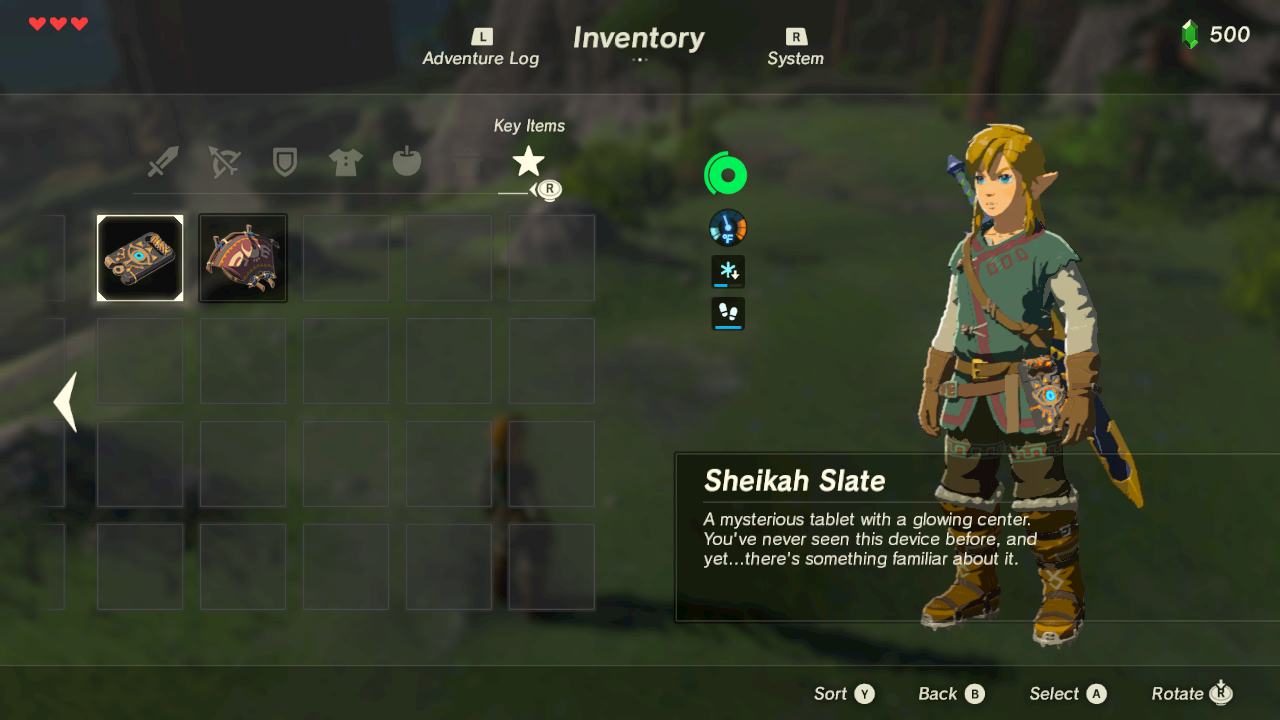 L
Inventory
R
500
Adventure Log
System
Key Items
R
°F
Sheikah Slate
A mysterious tablet with a glowing center.
You've never seen this device before, and
yet...there's something familiar about it.
Sort Y
Back B
Select A
Rotate R